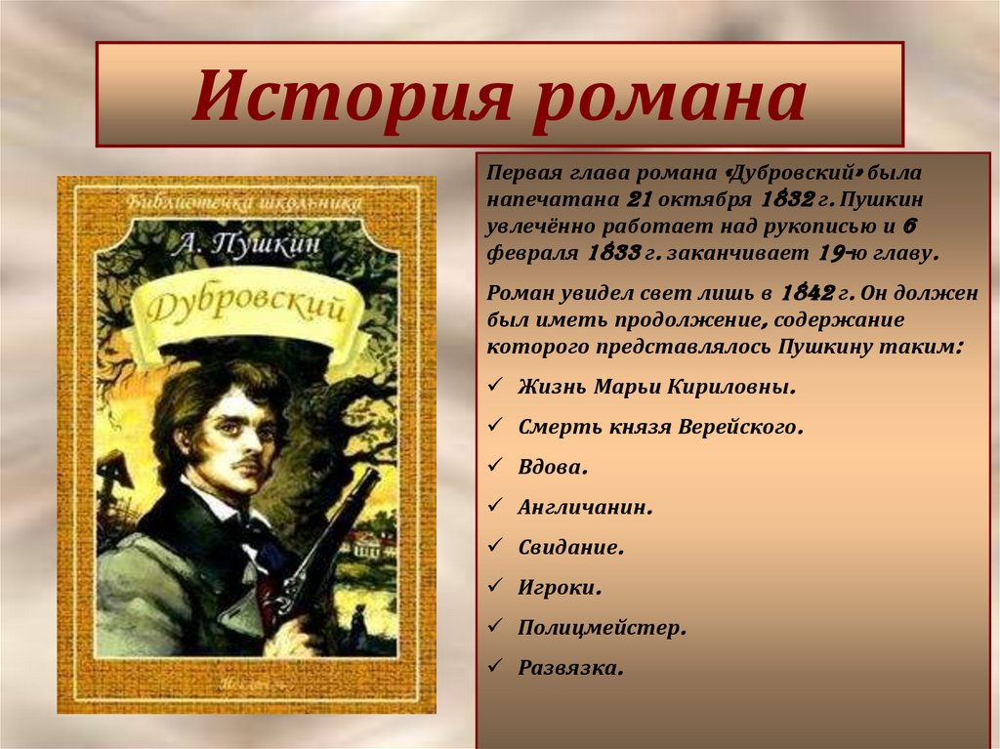 История романа
Библиотечка школьника
А. Пушкин
Дубровский
Первая глава романа «Дубровский» была
напечатана 21 октября 1832 г. Пушкин
увлечённо работает над рукописью и 6
февраля 1833 г. заканчивает 19-ю главу.
Роман увидел свет лишь в 1842 г. Он должен
был иметь продолжение, содержание
которого представлялось Пушкину таким:
✓ Жизнь Марьи Кириловны.
✓ Смерть князя Верейского.
✓ Вдова.
✓ Англичанин.
✓ Свидание.
✓ Игроки.
✓ Полицмейстер.
✓ Развязка.